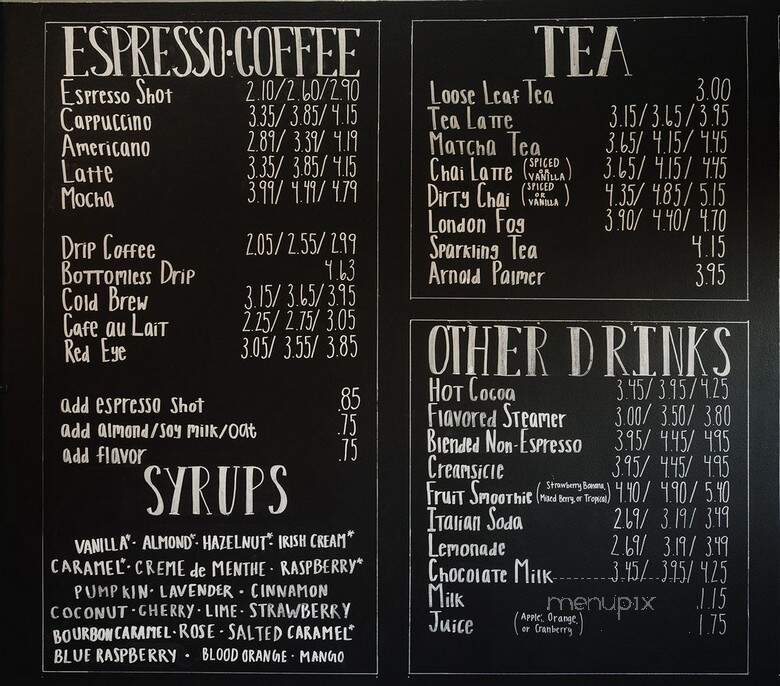 ESPRESSO·COFFEE
Espresso Shot 2.10/2.60/2.90
Cappuccino 3.35/ 3.85/ 4.15
Americano 2.89/ 3.39/ 4.19
Latte 3.35/ 3.85/ 4.15
Mocha 3.99/ 4.49/ 4.79
Drip Coffee 2.05/ 2.55/ 2.99
Bottomless Drip 4.63
Cold Brew 3.15/ 3.65/ 3.95
Cafe au Lait 2.25/ 2.75/ 3.05
Red Eye 3.05/ 3.55/ 3.85
add espresso shot .85
add almond/soy milk/oat .75
add flavor .75
SYRUPS
VANILLA*· ALMOND*· HAZELNUT*· IRISH CREAM*
CARAMEL*· CREME de MENTHE · RASPBERRY*
PUMPKIN· LAVENDER · CINNAMON
COCONUT · CHERRY · LIME · STRAWBERRY
BOURBON CARAMEL · ROSE · SALTED CARAMEL*
BLUE RASPBERRY · BLOOD ORANGE · MANGO
TEA
Loose Leaf Tea 3.00
Tea Latte 3.15/ 3.65/ 3.95
Matcha Tea 3.65/ 4.15/ 4.45
Chai Latte (SPICED OR VANILLA) 3.65/ 4.15/ 4.45
Dirty Chai (SPICED OR VANILLA) 4.35/ 4.85/ 5.15
London Fog 3.90/ 4.40/ 4.70
Sparkling Tea 4.15
Arnold Palmer 3.95
OTHER DRINKS
Hot Cocoa 3.45/ 3.95/ 4.25
Flavored Steamer 3.00/ 3.50/ 3.80
Blended Non-Espresso 3.95/ 4.45/ 4.95
Creamsicle 3.95/ 4.45/ 4.95
Fruit Smoothie (Strawberry Banana, Mixed Berry, or Tropical) 4.40/ 4.90/ 5.40
Italian Soda 2.69/ 3.19/ 3.49
Lemonade 2.69/ 3.19/ 3.49
Chocolate Milk 3.45/ 3.95/ 4.25
Milk 1.15
menupix
Juice (Apple, Orange, or Cranberry) 1.75